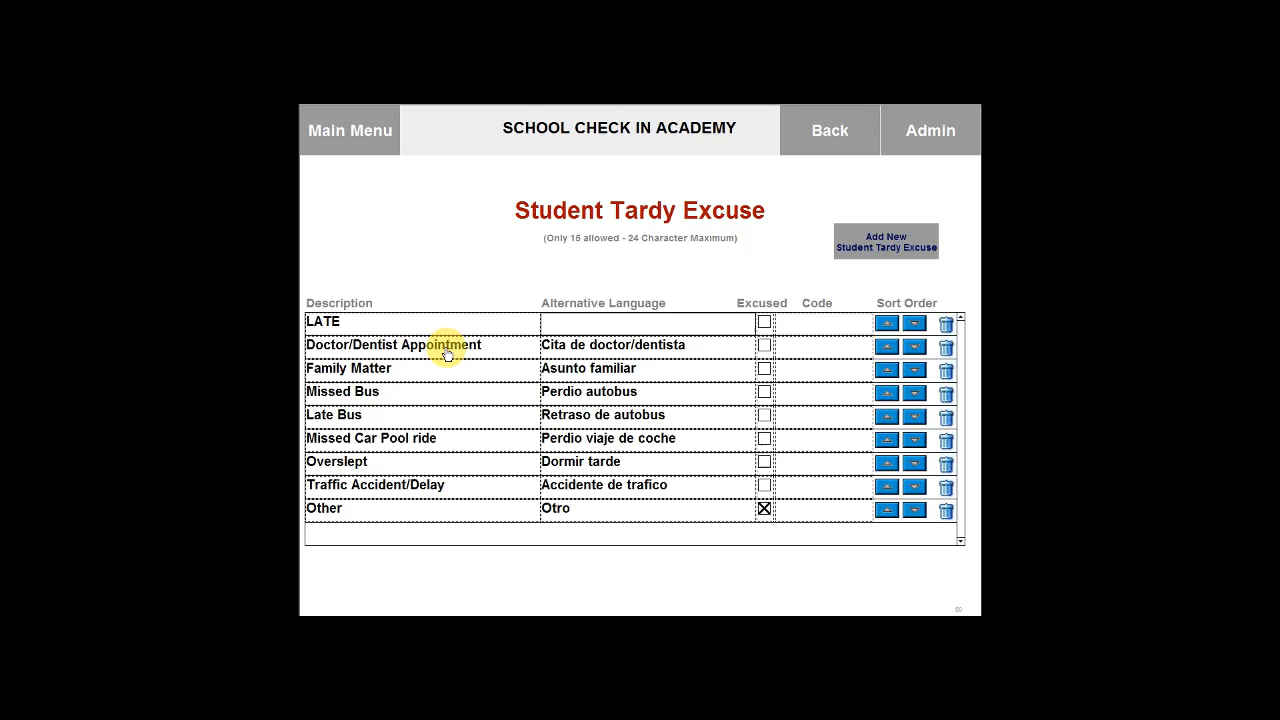 Main Menu
SCHOOL CHECK IN ACADEMY
Back
Admin
Student Tardy Excuse
(Only 15 allowed - 24 Character Maximum)
Add New
Student Tardy Excuse
Description Alternative Language Excused Code Sort Order
LATE
Doctor/Dentist Appointment Cita de doctor/dentista
Family Matter Asunto familiar
Missed Bus Perdio autobus
Late Bus Retraso de autobus
Missed Car Pool ride Perdio viaje de coche
Overslept Dormir tarde
Traffic Accident/Delay Accidente de trafico
Other Otro
60